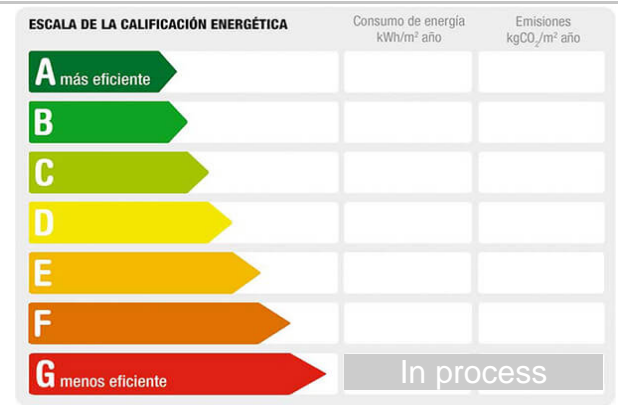 ESCALA DE LA CALIFICACIÓN ENERGÉTICA
Consumo de energía
kWh/m² año
Emisiones
kgCO₂/m² año
A más eficiente
B
C
D
E
F
G menos eficiente
In process